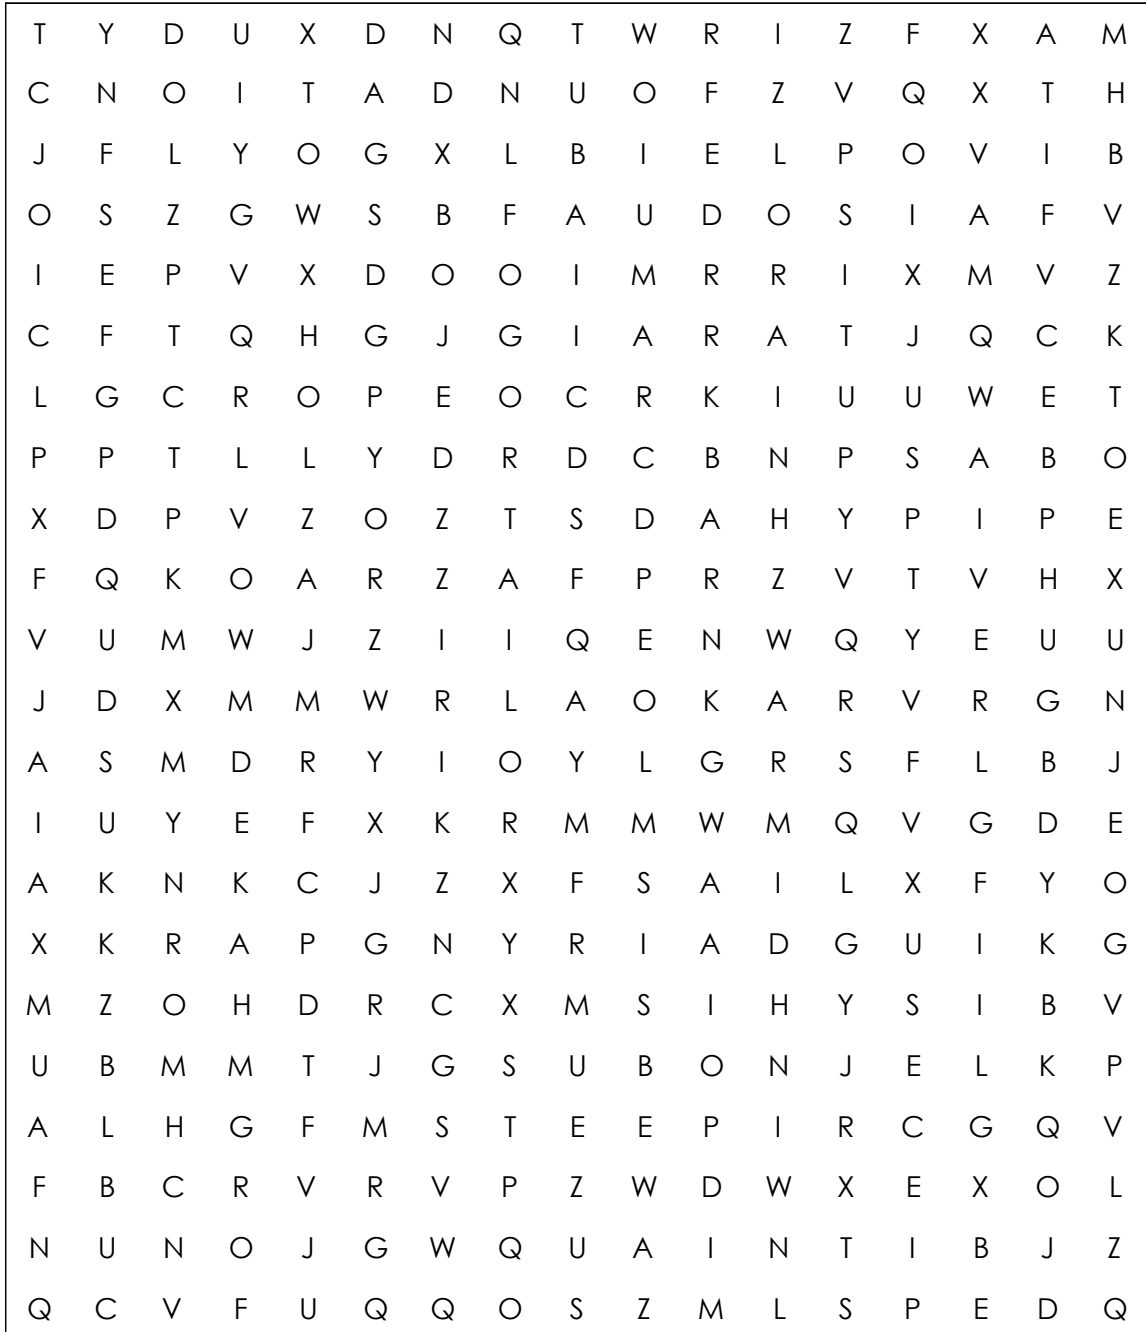 T Y D U X D N Q T W R I Z F X A M
C N O I T A D N U O F Z V Q X T H
J F L Y O G X L B I E L P O V I B
O S Z G W S B F A U D O S I A F V
I E P V X D O O I M R R I X M V Z
C F T Q H G J G I A R A T J Q C K
L G C R O P E O C R K I U U W E T
P P T L L Y D R D C B N P S A B O
X D P V Z O Z T S D A H Y P I P E
F Q K O A R Z A F P R Z V T V H X
V U M W J Z I I Q E N W Q Y E U U
J D X M M W R L A O K A R V R G N
A S M D R Y I O Y L G R S F L B J
I U Y E F X K R M M W M Q V G D E
A K N K C J Z X F S A I L X F Y O
X K R A P G N Y R I A D G U I K G
M Z O H D R C X M S I H Y S I B V
U B M M T J G S U B O N J E L K P
A L H G F M S T E E P I R C G Q V
F B C R V R V P Z W D W X E X O L
N U N O J G W Q U A I N T I B J Z
Q C V F U Q Q O S Z M L S P E D Q